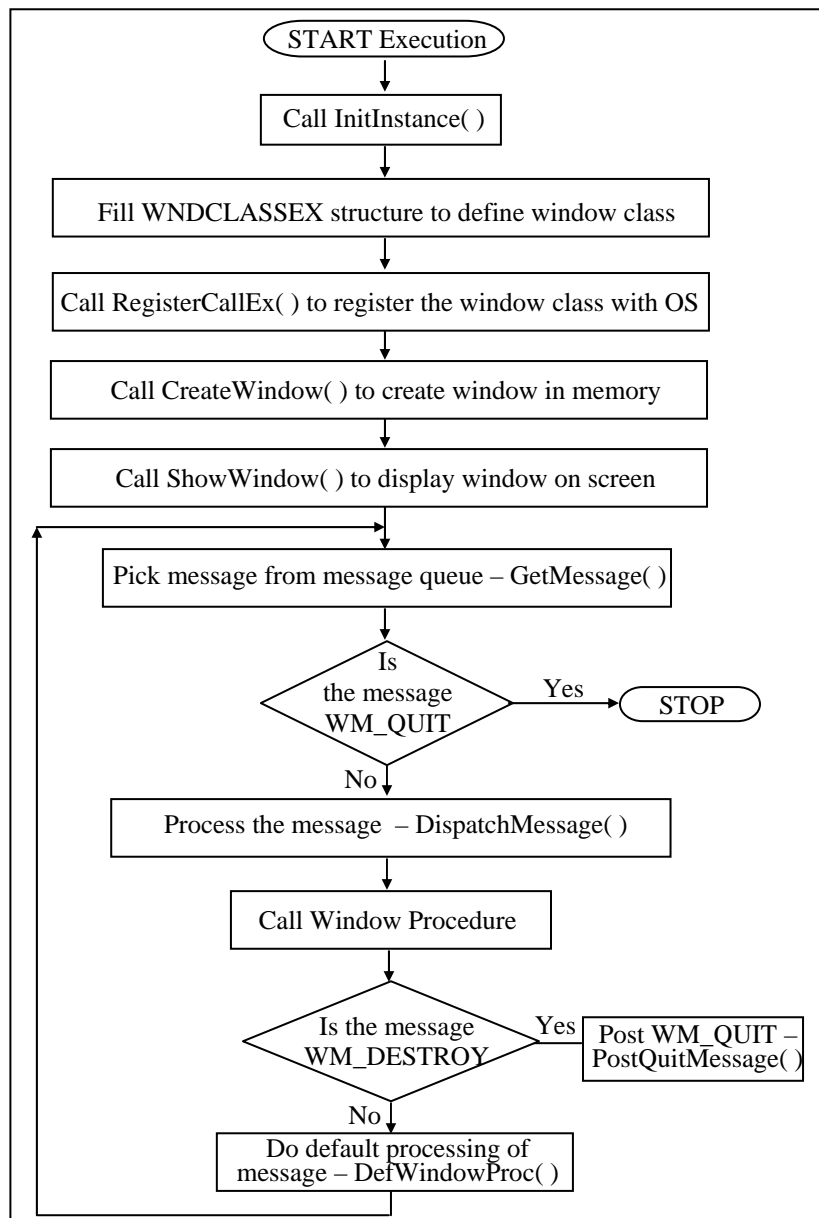 START Execution
Call InitInstance( )
Fill WNDCLASSEX structure to define window class
Call RegisterCallEx( ) to register the window class with OS
Call CreateWindow( ) to create window in memory
Call ShowWindow( ) to display window on screen
Pick message from message queue – GetMessage( )
Is
the message
WM_QUIT
Yes
STOP
No
Process the message – DispatchMessage( )
Call Window Procedure
Is the message
WM_DESTROY
Yes
Post WM_QUIT –
PostQuitMessage( )
No
Do default processing of
message – DefWindowProc( )